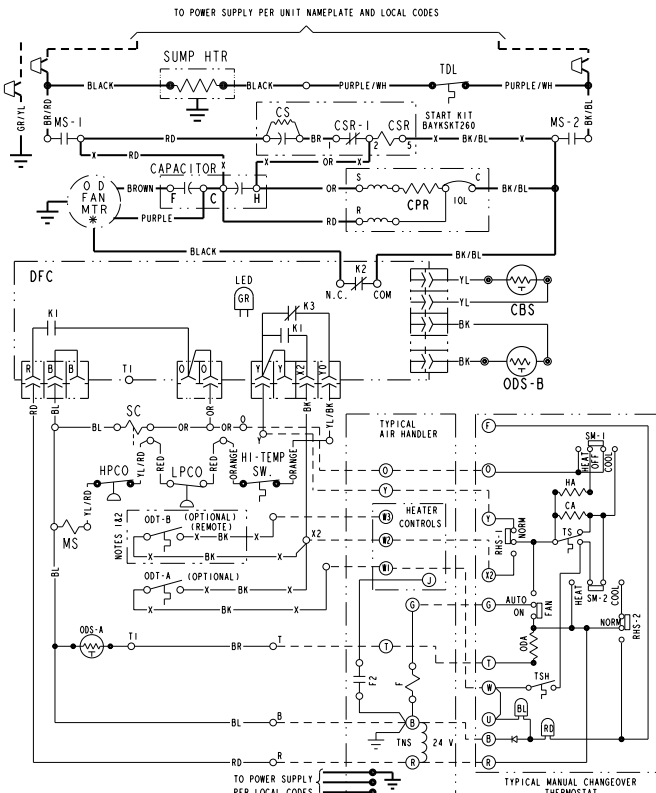 TO POWER SUPPLY PER UNIT NAMEPLATE AND LOCAL CODES
SUMP HTR
TDL
BLACK
BLACK
PURPLE/WH
PURPLE/WH
GR/YL
BR/RD
BK/BL
MS-1
CS
CSR-1
CSR
START KIT
BAYKSKT260
MS-2
RD
BR
1
2
5
X
BK/BL
X
X
RD
X
X
OR
X
CAPACITOR
O D
FAN
MTR
*
BROWN
F
C
H
OR
S
C
BK/BL
CPR
IOL
PURPLE
RD
R
BLACK
BK/BL
DFC
LED
GR
K2
N.C.
COM
YL
YL
CBS
BK
BK
ODS-B
K1
K3
K1
R
B
B
T1
O
O
Y
Y
X2
YO
RD
BL
OR
BK
YL/BK
SC
BL
OR
OR
O
Y
TYPICAL
AIR HANDLER
HPCO
YL/RD
RED
LPCO
RED
ORANGE
HI-TEMP
SW.
ORANGE
YL/RD
MS
NOTES 1&2
ODT-B
(OPTIONAL)
(REMOTE)
X
BK
X
X
BK
X
X2
ODT-A
(OPTIONAL)
X
BK
X
X
BK
X
BL
O
Y
W3
HEATER
CONTROLS
W2
W1
J
G
ODS-A
T1
BR
T
T
F2
F
BL
B
B
TNS
24 V
RD
R
R
TO POWER SUPPLY
PER LOCAL CODES
F
SM-1
O
HEAT
OFF
COOL
HA
CA
Y
NORM
RHS-1
TS
X2
HEAT
SM-2
COOL
G
AUTO
ON
FAN
NORM
RHS-2
ODA
T
TSH
W
BL
U
RD
B
R
TYPICAL MANUAL CHANGEOVER
THERMOSTAT